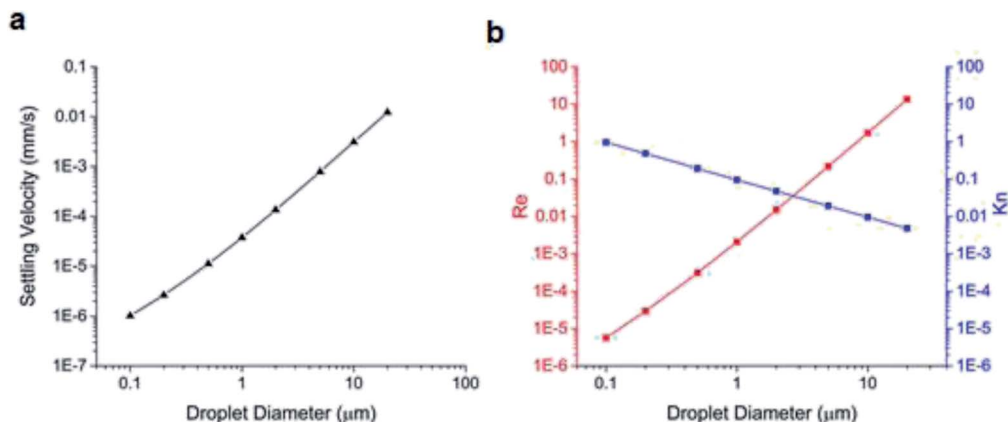 a
b
0.1
0.01
1E-3
1E-4
1E-5
1E-6
1E-7
Settling Velocity (mm/s)
0.1 1 10 100
Droplet Diameter (μm)
100
10
1
0.1
0.01
1E-3
1E-4
1E-5
1E-6
Re
0.1 1 10
Droplet Diameter (μm)
100
10
1
0.1
0.01
1E-3
1E-4
1E-5
1E-6
Kn